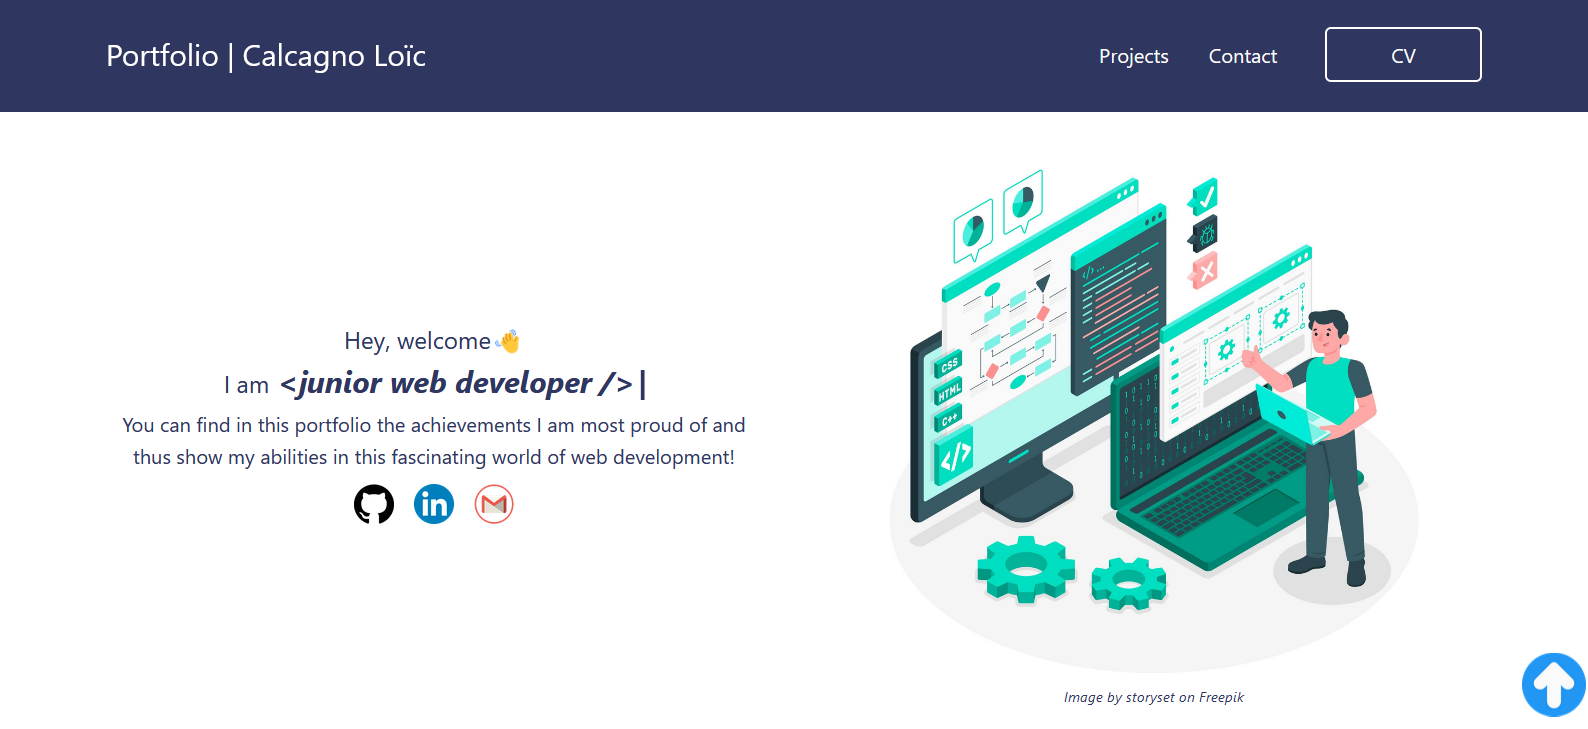 Portfolio | Calcagno Loïc
Projects
Contact
CV
Hey, welcome👋
I am <junior web developer />|
You can find in this portfolio the achievements I am most proud of and
thus show my abilities in this fascinating world of web development!
in
</> ...
CSS
HTML
C++
</>
Image by storyset on Freepik